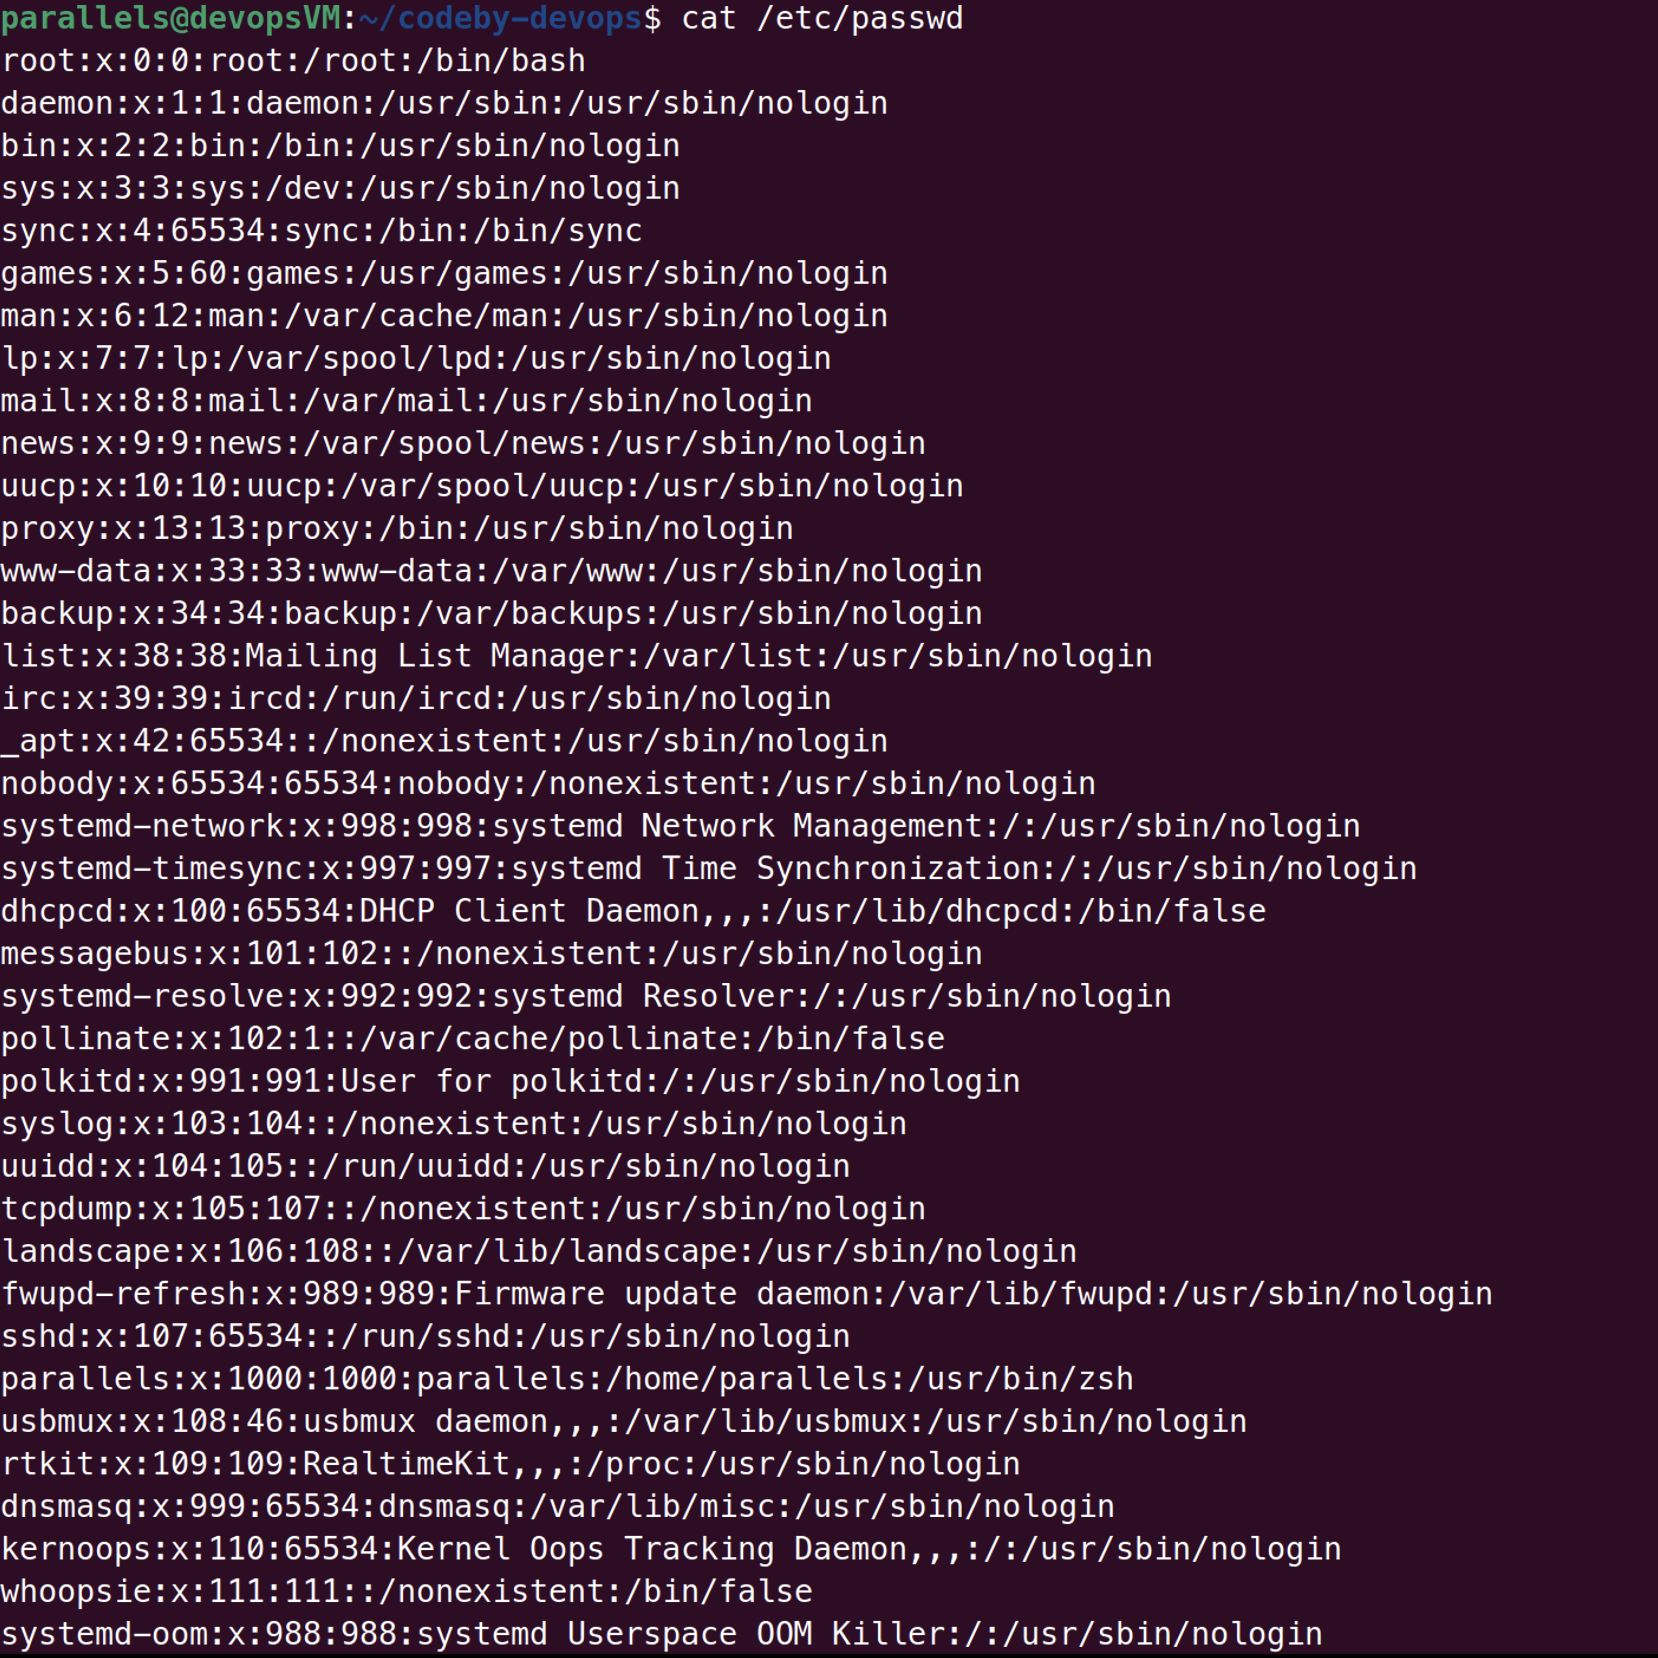 parallels@devopsVM:~/codeby-devops$ cat /etc/passwd
root:x:0:0:root:/root:/bin/bash
daemon:x:1:1:daemon:/usr/sbin:/usr/sbin/nologin
bin:x:2:2:bin:/bin:/usr/sbin/nologin
sys:x:3:3:sys:/dev:/usr/sbin/nologin
sync:x:4:65534:sync:/bin:/bin/sync
games:x:5:60:games:/usr/games:/usr/sbin/nologin
man:x:6:12:man:/var/cache/man:/usr/sbin/nologin
lp:x:7:7:lp:/var/spool/lpd:/usr/sbin/nologin
mail:x:8:8:mail:/var/mail:/usr/sbin/nologin
news:x:9:9:news:/var/spool/news:/usr/sbin/nologin
uucp:x:10:10:uucp:/var/spool/uucp:/usr/sbin/nologin
proxy:x:13:13:proxy:/bin:/usr/sbin/nologin
www-data:x:33:33:www-data:/var/www:/usr/sbin/nologin
backup:x:34:34:backup:/var/backups:/usr/sbin/nologin
list:x:38:38:Mailing List Manager:/var/list:/usr/sbin/nologin
irc:x:39:39:ircd:/run/ircd:/usr/sbin/nologin
_apt:x:42:65534::/nonexistent:/usr/sbin/nologin
nobody:x:65534:65534:nobody:/nonexistent:/usr/sbin/nologin
systemd-network:x:998:998:systemd Network Management:/:/usr/sbin/nologin
systemd-timesync:x:997:997:systemd Time Synchronization:/:/usr/sbin/nologin
dhcpcd:x:100:65534:DHCP Client Daemon,,,:/usr/lib/dhcpcd:/bin/false
messagebus:x:101:102::/nonexistent:/usr/sbin/nologin
systemd-resolve:x:992:992:systemd Resolver:/:/usr/sbin/nologin
pollinate:x:102:1::/var/cache/pollinate:/bin/false
polkitd:x:991:991:User for polkitd:/:/usr/sbin/nologin
syslog:x:103:104::/nonexistent:/usr/sbin/nologin
uuidd:x:104:105::/run/uuidd:/usr/sbin/nologin
tcpdump:x:105:107::/nonexistent:/usr/sbin/nologin
landscape:x:106:108::/var/lib/landscape:/usr/sbin/nologin
fwupd-refresh:x:989:989:Firmware update daemon:/var/lib/fwupd:/usr/sbin/nologin
sshd:x:107:65534::/run/sshd:/usr/sbin/nologin
parallels:x:1000:1000:parallels:/home/parallels:/usr/bin/zsh
usbmux:x:108:46:usbmux daemon,,,:/var/lib/usbmux:/usr/sbin/nologin
rtkit:x:109:109:RealtimeKit,,,:/proc:/usr/sbin/nologin
dnsmasq:x:999:65534:dnsmasq:/var/lib/misc:/usr/sbin/nologin
kernoops:x:110:65534:Kernel Oops Tracking Daemon,,,:/:/usr/sbin/nologin
whoopsie:x:111:111::/nonexistent:/bin/false
systemd-oom:x:988:988:systemd Userspace OOM Killer:/:/usr/sbin/nologin